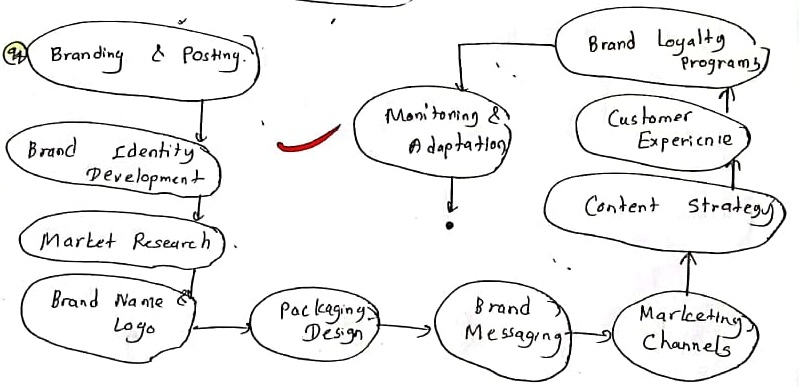 94
Branding & Posting.
Brand Identity
Development
Market Research
Brand Name &
Logo
Packaging
Design
Brand
Messaging
Marketing
Channels
Content Strategy
Customer
Experience
Brand Loyalty
Programs
Monitoring &
Adaptation